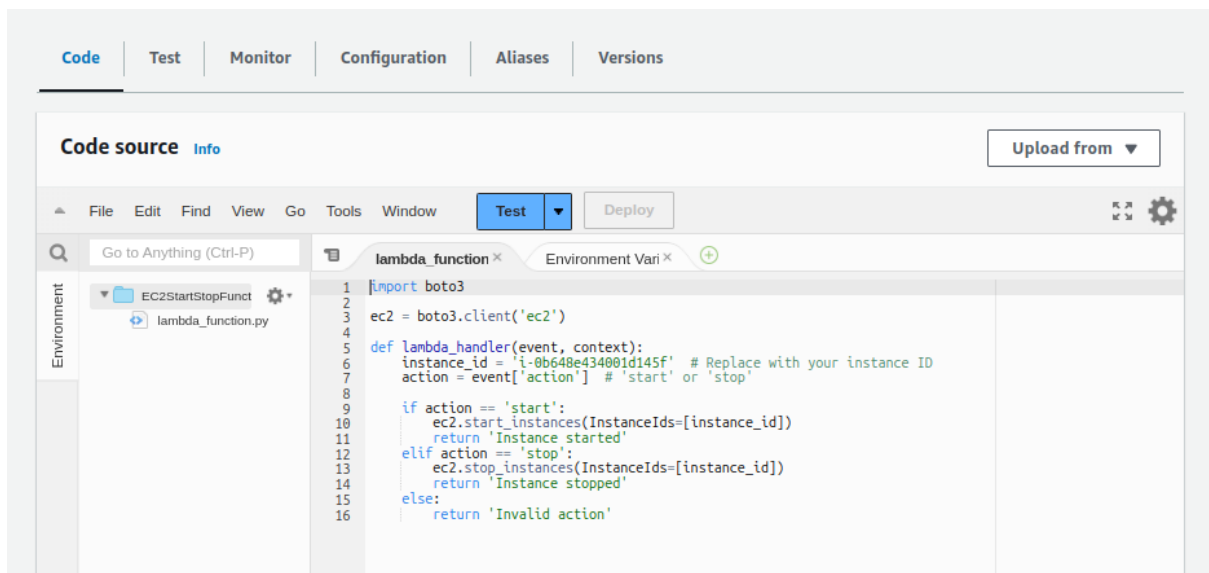 Code Test Monitor Configuration Aliases Versions
Code source Info
Upload from
File Edit Find View Go Tools Window Test Deploy
Go to Anything (Ctrl-P)
lambda_function × Environment Vari ×
Environment
EC2StartStopFunct
lambda_function.py
1 import boto3
2
3 ec2 = boto3.client('ec2')
4
5 def lambda_handler(event, context):
6 instance_id = 'i-0b648e434001d145f' # Replace with your instance ID
7 action = event['action'] # 'start' or 'stop'
8
9 if action == 'start':
10 ec2.start_instances(InstanceIds=[instance_id])
11 return 'Instance started'
12 elif action == 'stop':
13 ec2.stop_instances(InstanceIds=[instance_id])
14 return 'Instance stopped'
15 else:
16 return 'Invalid action'